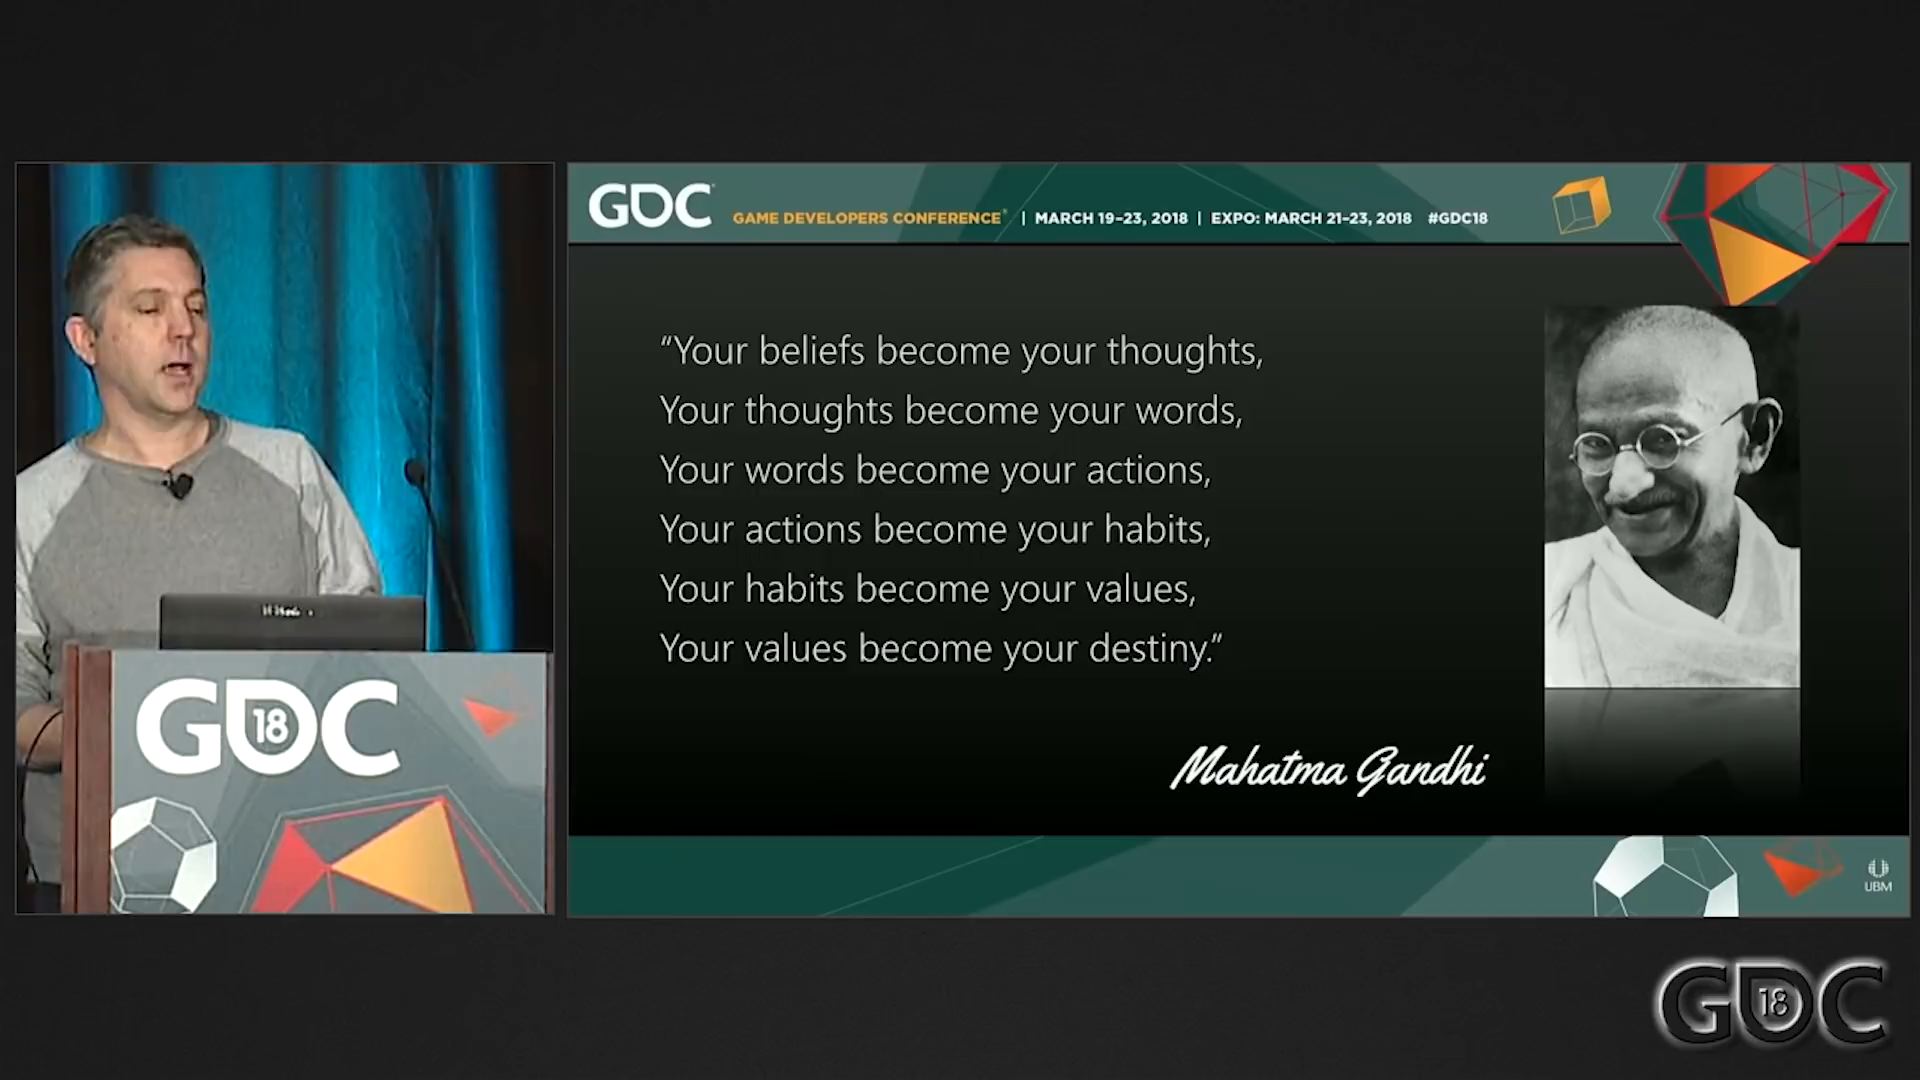 GDC
GAME DEVELOPERS CONFERENCE® | MARCH 19–23, 2018 | EXPO: MARCH 21–23, 2018 #GDC18
“Your beliefs become your thoughts,
Your thoughts become your words,
Your words become your actions,
Your actions become your habits,
Your habits become your values,
Your values become your destiny.”
Mahatma Gandhi
UBM
GDC
18
GDC
18